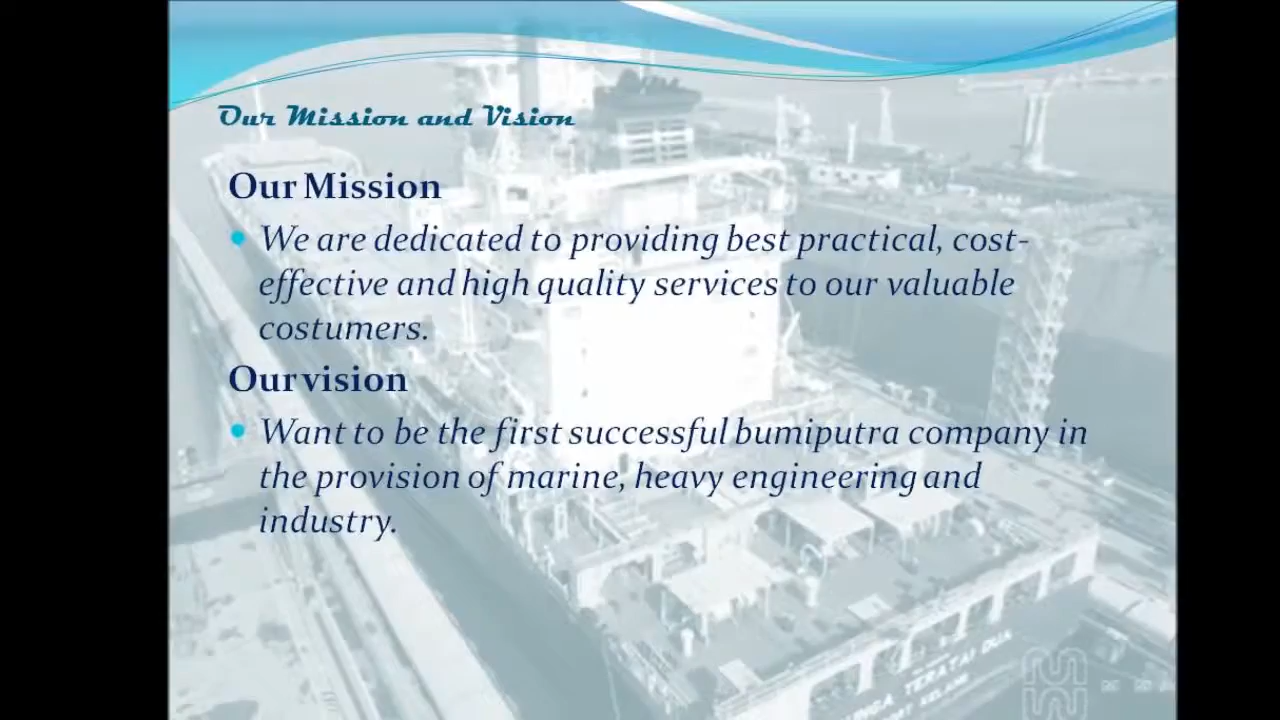 Our Mission and Vision
Our Mission
We are dedicated to providing best practical, cost-
effective and high quality services to our valuable
costumers.
Our vision
Want to be the first successful bumiputra company in
the provision of marine, heavy engineering and
industry.
TERATAI DUA